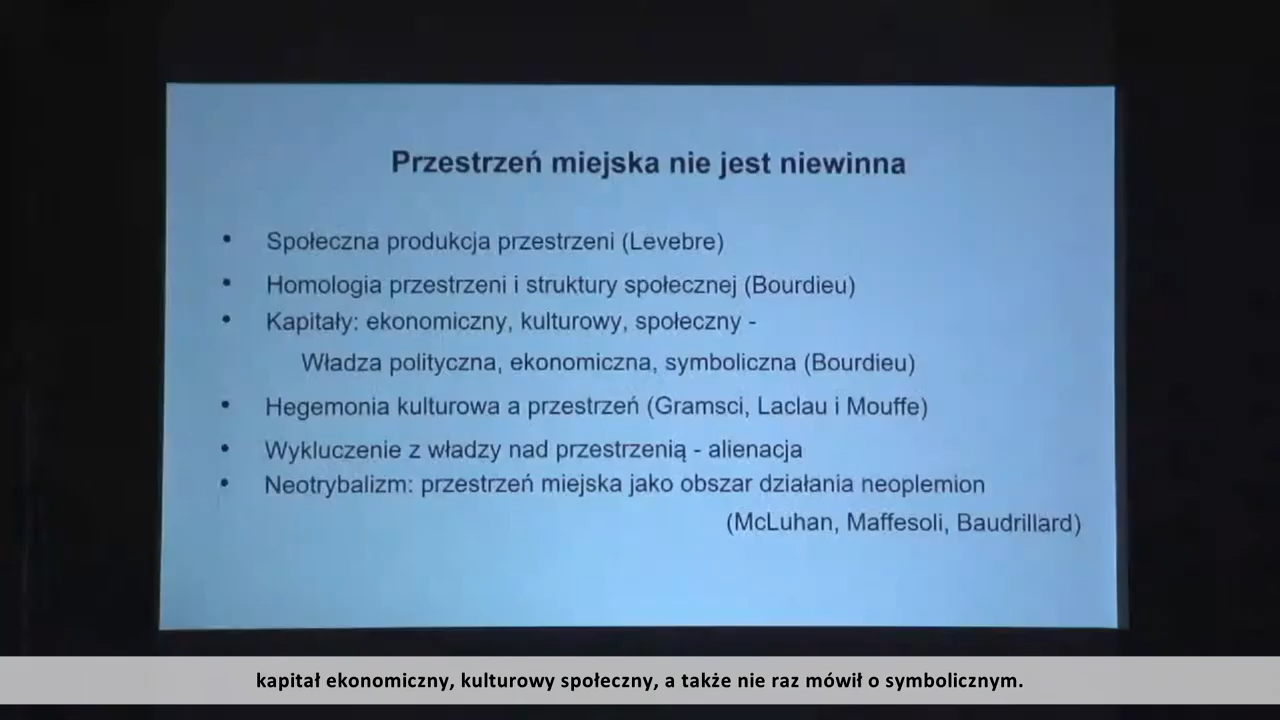 Przestrzeń miejska nie jest niewinna
• Społeczna produkcja przestrzeni (Levebre)
• Homologia przestrzeni i struktury społecznej (Bourdieu)
• Kapitały: ekonomiczny, kulturowy, społeczny -
Władza polityczna, ekonomiczna, symboliczna (Bourdieu)
• Hegemonia kulturowa a przestrzeń (Gramsci, Laclau i Mouffe)
• Wykluczenie z władzy nad przestrzenią - alienacja
• Neotrybalizm: przestrzeń miejska jako obszar działania neoplemion
(McLuhan, Maffesoli, Baudrillard)
kapitał ekonomiczny, kulturowy społeczny, a także nie raz mówił o symbolicznym.